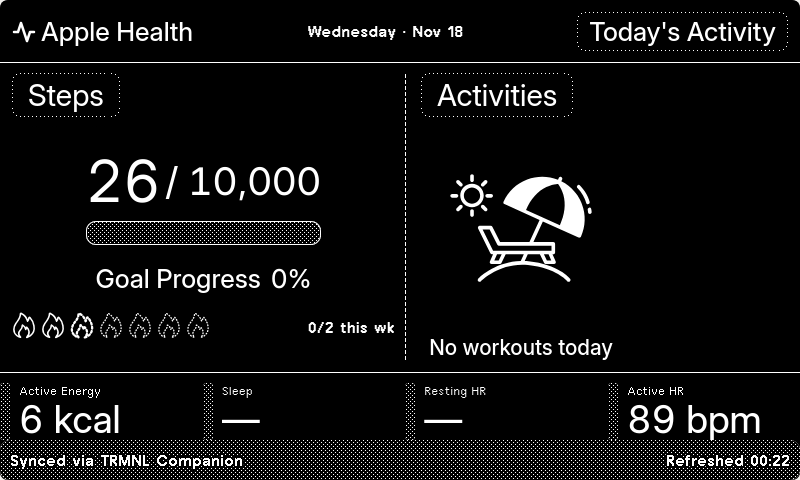 Apple Health
Wednesday · Nov 18
Today's Activity
Steps
26 / 10,000
Goal Progress 0%
0/2 this wk
Activities
No workouts today
Active Energy
6 kcal
Sleep
—
Resting HR
—
Active HR
89 bpm
Synced via TRMNL Companion
Refreshed 00:22